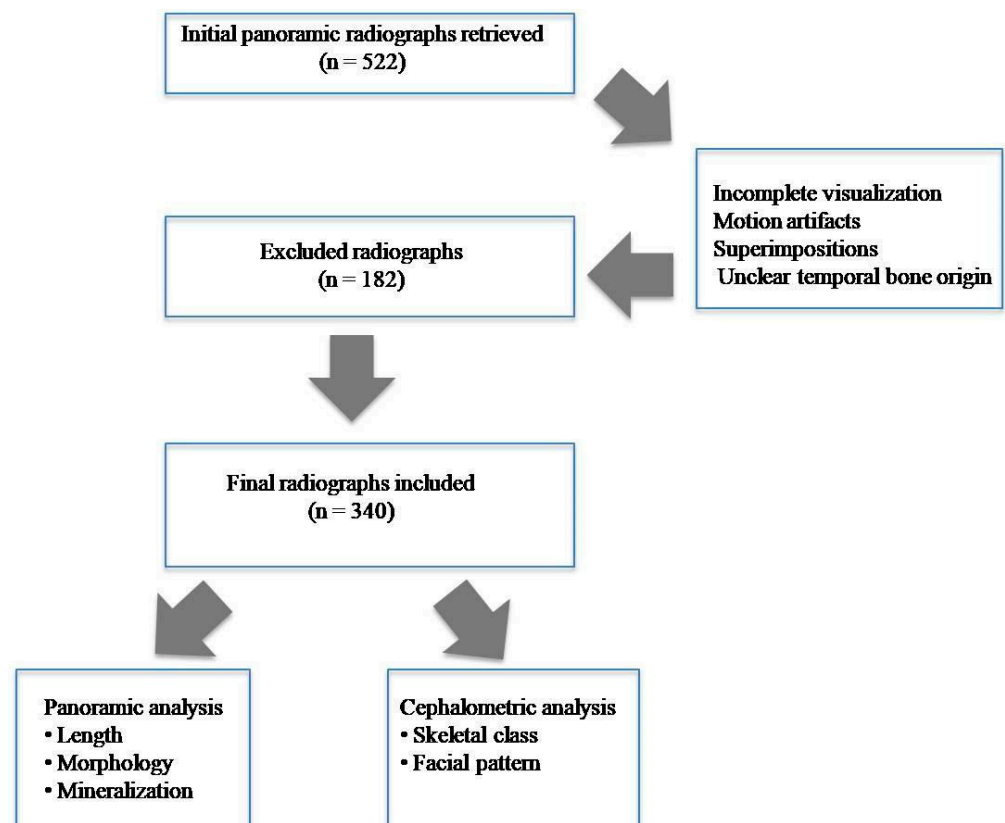 Initial panoramic radiographs retrieved
(n = 522)
Incomplete visualization
Motion artifacts
Superimpositions
Unclear temporal bone origin
Excluded radiographs
(n = 182)
Final radiographs included
(n = 340)
Panoramic analysis
• Length
• Morphology
• Mineralization
Cephalometric analysis
• Skeletal class
• Facial pattern